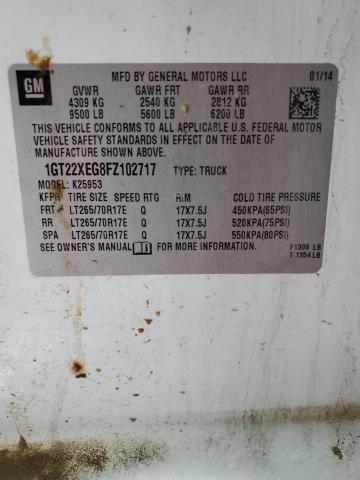 GM
MFD BY GENERAL MOTORS LLC 01/14
GVWR GAWR FRT GAWR RR
4309 KG 2540 KG 2812 KG
9500 LB 5600 LB 6200 LB
THIS VEHICLE CONFORMS TO ALL APPLICABLE U.S. FEDERAL MOTOR
VEHICLE SAFETY STANDARDS IN EFFECT ON THE DATE OF
MANUFACTURE SHOWN ABOVE.
1GT22XEG8FZ102717 TYPE: TRUCK
MODEL: K25953
KFPR TIRE SIZE SPEED RTG RIM COLD TIRE PRESSURE
FRT LT265/70R17E Q 17X7.5J 450KPA(65PSI)
RR LT265/70R17E Q 17X7.5J 520KPA(75PSI)
SPA LT265/70R17E Q 17X7.5J 550KPA(80PSI)
SEE OWNER'S MANUAL FOR MORE INFORMATION. F1300 LB
T 1954LB